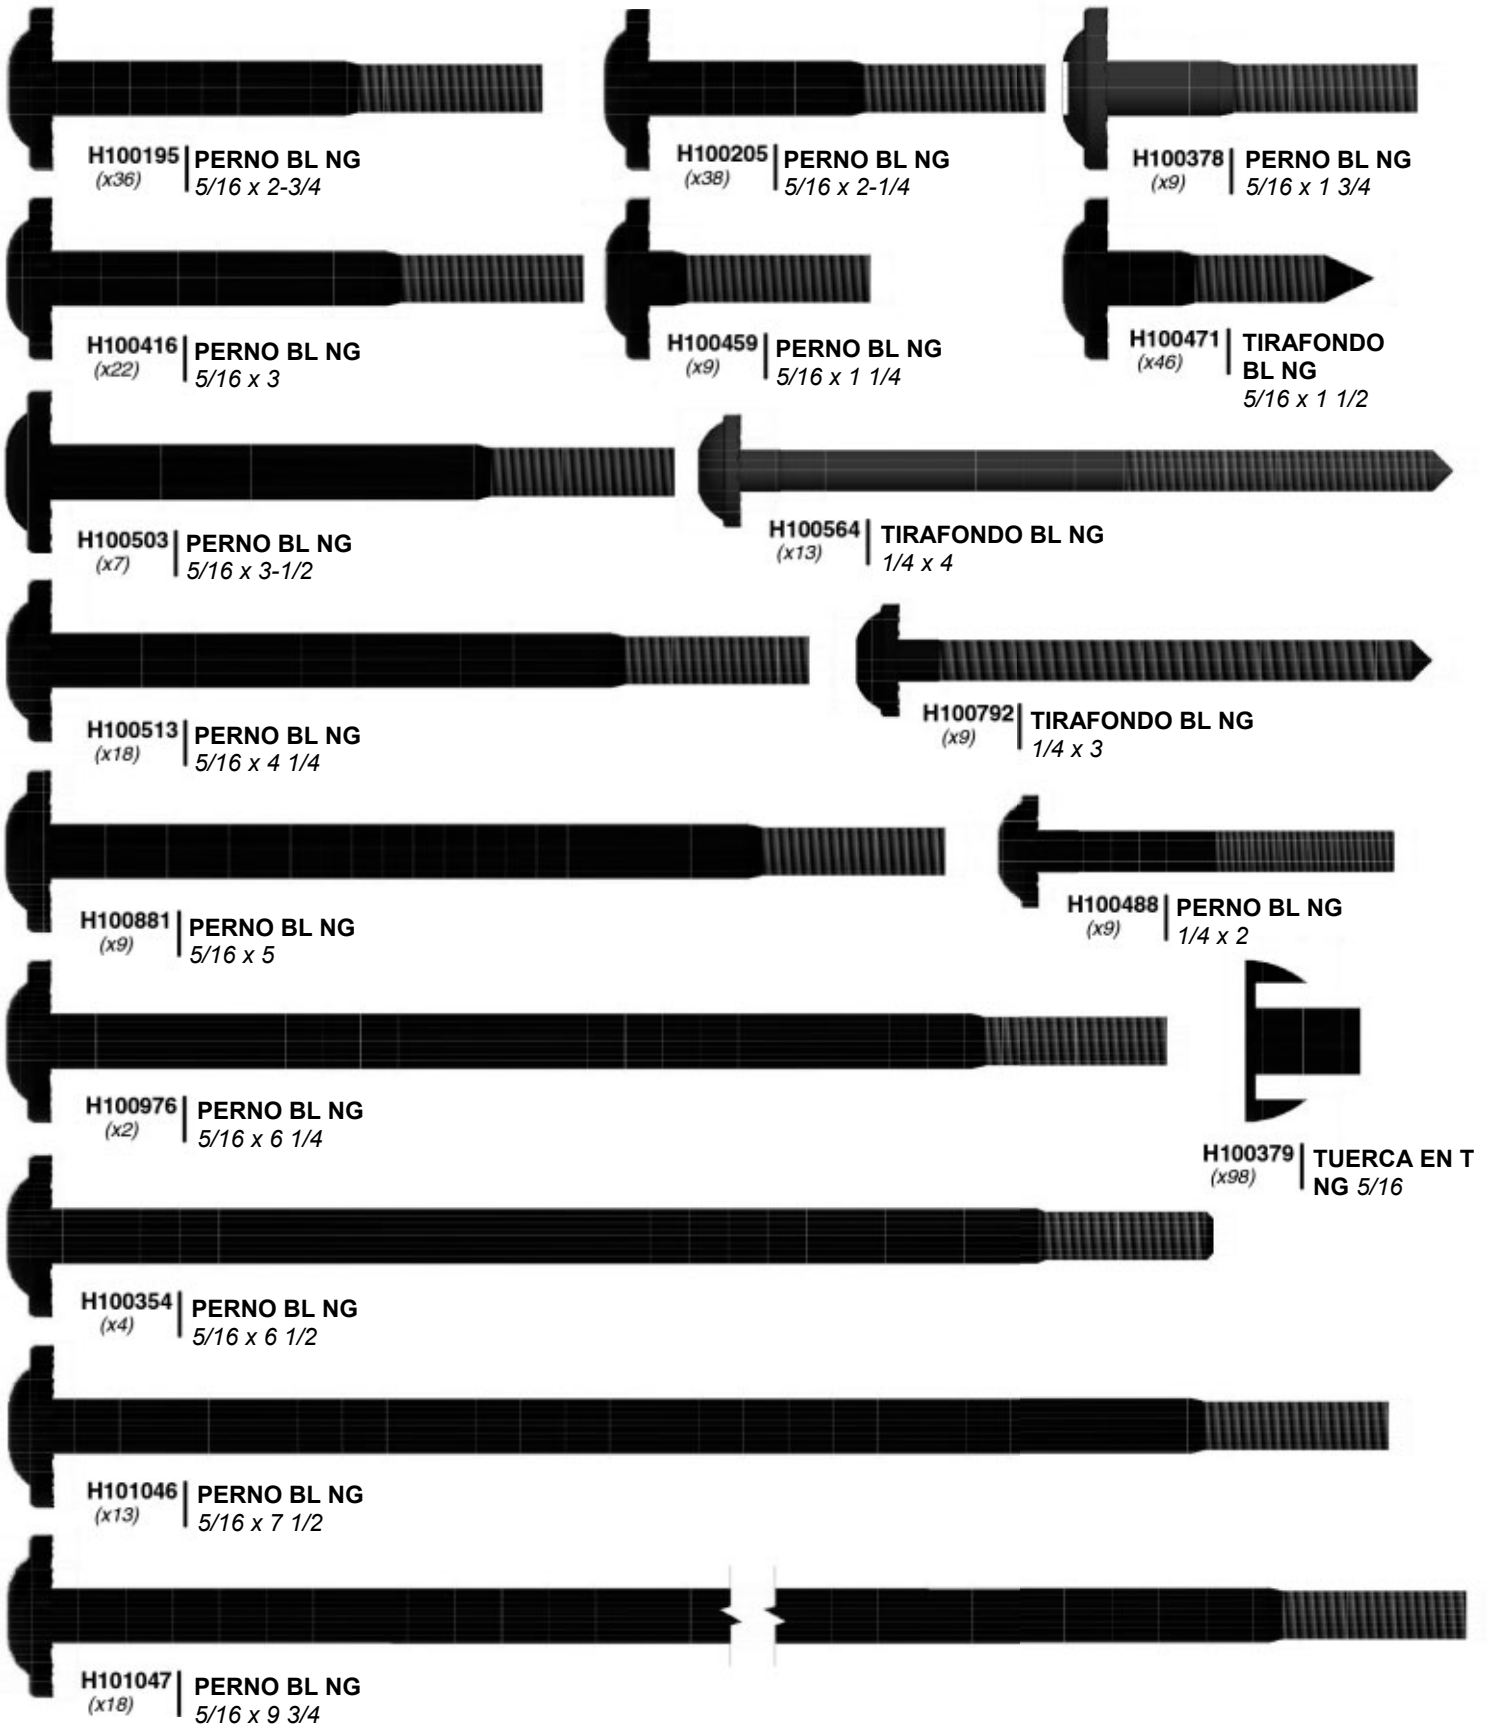 H100195 PERNO BL NG
(x36) 5/16 x 2-3/4
H100205 PERNO BL NG
(x38) 5/16 x 2-1/4
H100378 PERNO BL NG
(x9) 5/16 x 1 3/4
H100416 PERNO BL NG
(x22) 5/16 x 3
H100459 PERNO BL NG
(x9) 5/16 x 1 1/4
H100471 TIRAFONDO
(x46) BL NG
5/16 x 1 1/2
H100503 PERNO BL NG
(x7) 5/16 x 3-1/2
H100564 TIRAFONDO BL NG
(x13) 1/4 x 4
H100513 PERNO BL NG
(x18) 5/16 x 4 1/4
H100792 TIRAFONDO BL NG
(x9) 1/4 x 3
H100881 PERNO BL NG
(x9) 5/16 x 5
H100488 PERNO BL NG
(x9) 1/4 x 2
H100976 PERNO BL NG
(x2) 5/16 x 6 1/4
H100379 TUERCA EN T
(x98) NG 5/16
H100354 PERNO BL NG
(x4) 5/16 x 6 1/2
H101046 PERNO BL NG
(x13) 5/16 x 7 1/2
H101047 PERNO BL NG
(x18) 5/16 x 9 3/4